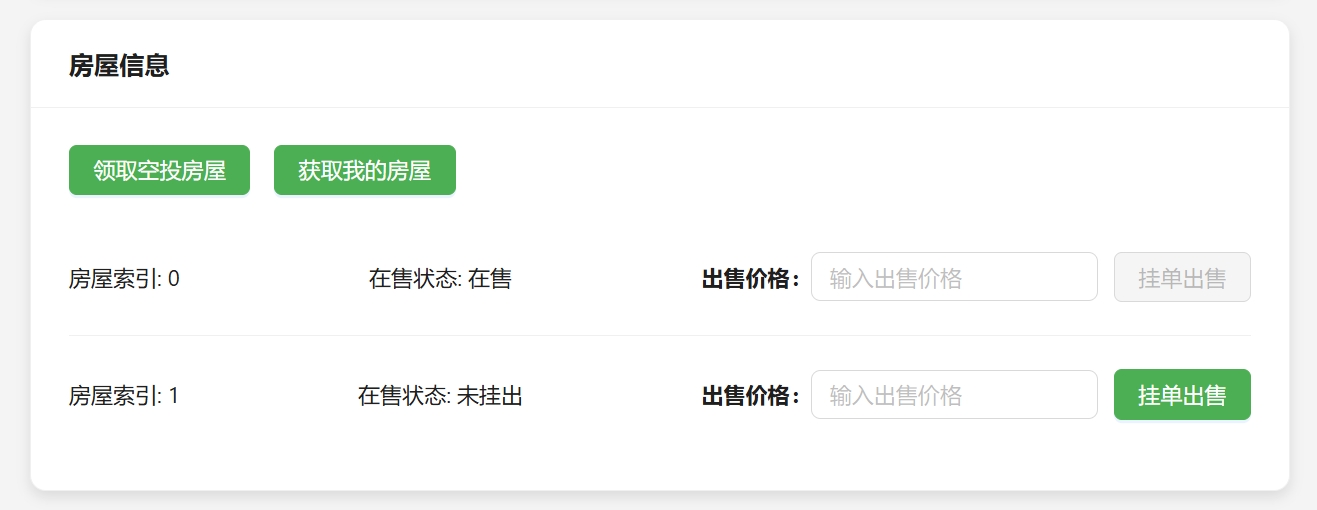 房屋信息
领取空投房屋 获取我的房屋
房屋索引: 0 在售状态: 在售 出售价格： 输入出售价格 挂单出售
房屋索引: 1 在售状态: 未挂出 出售价格： 输入出售价格 挂单出售